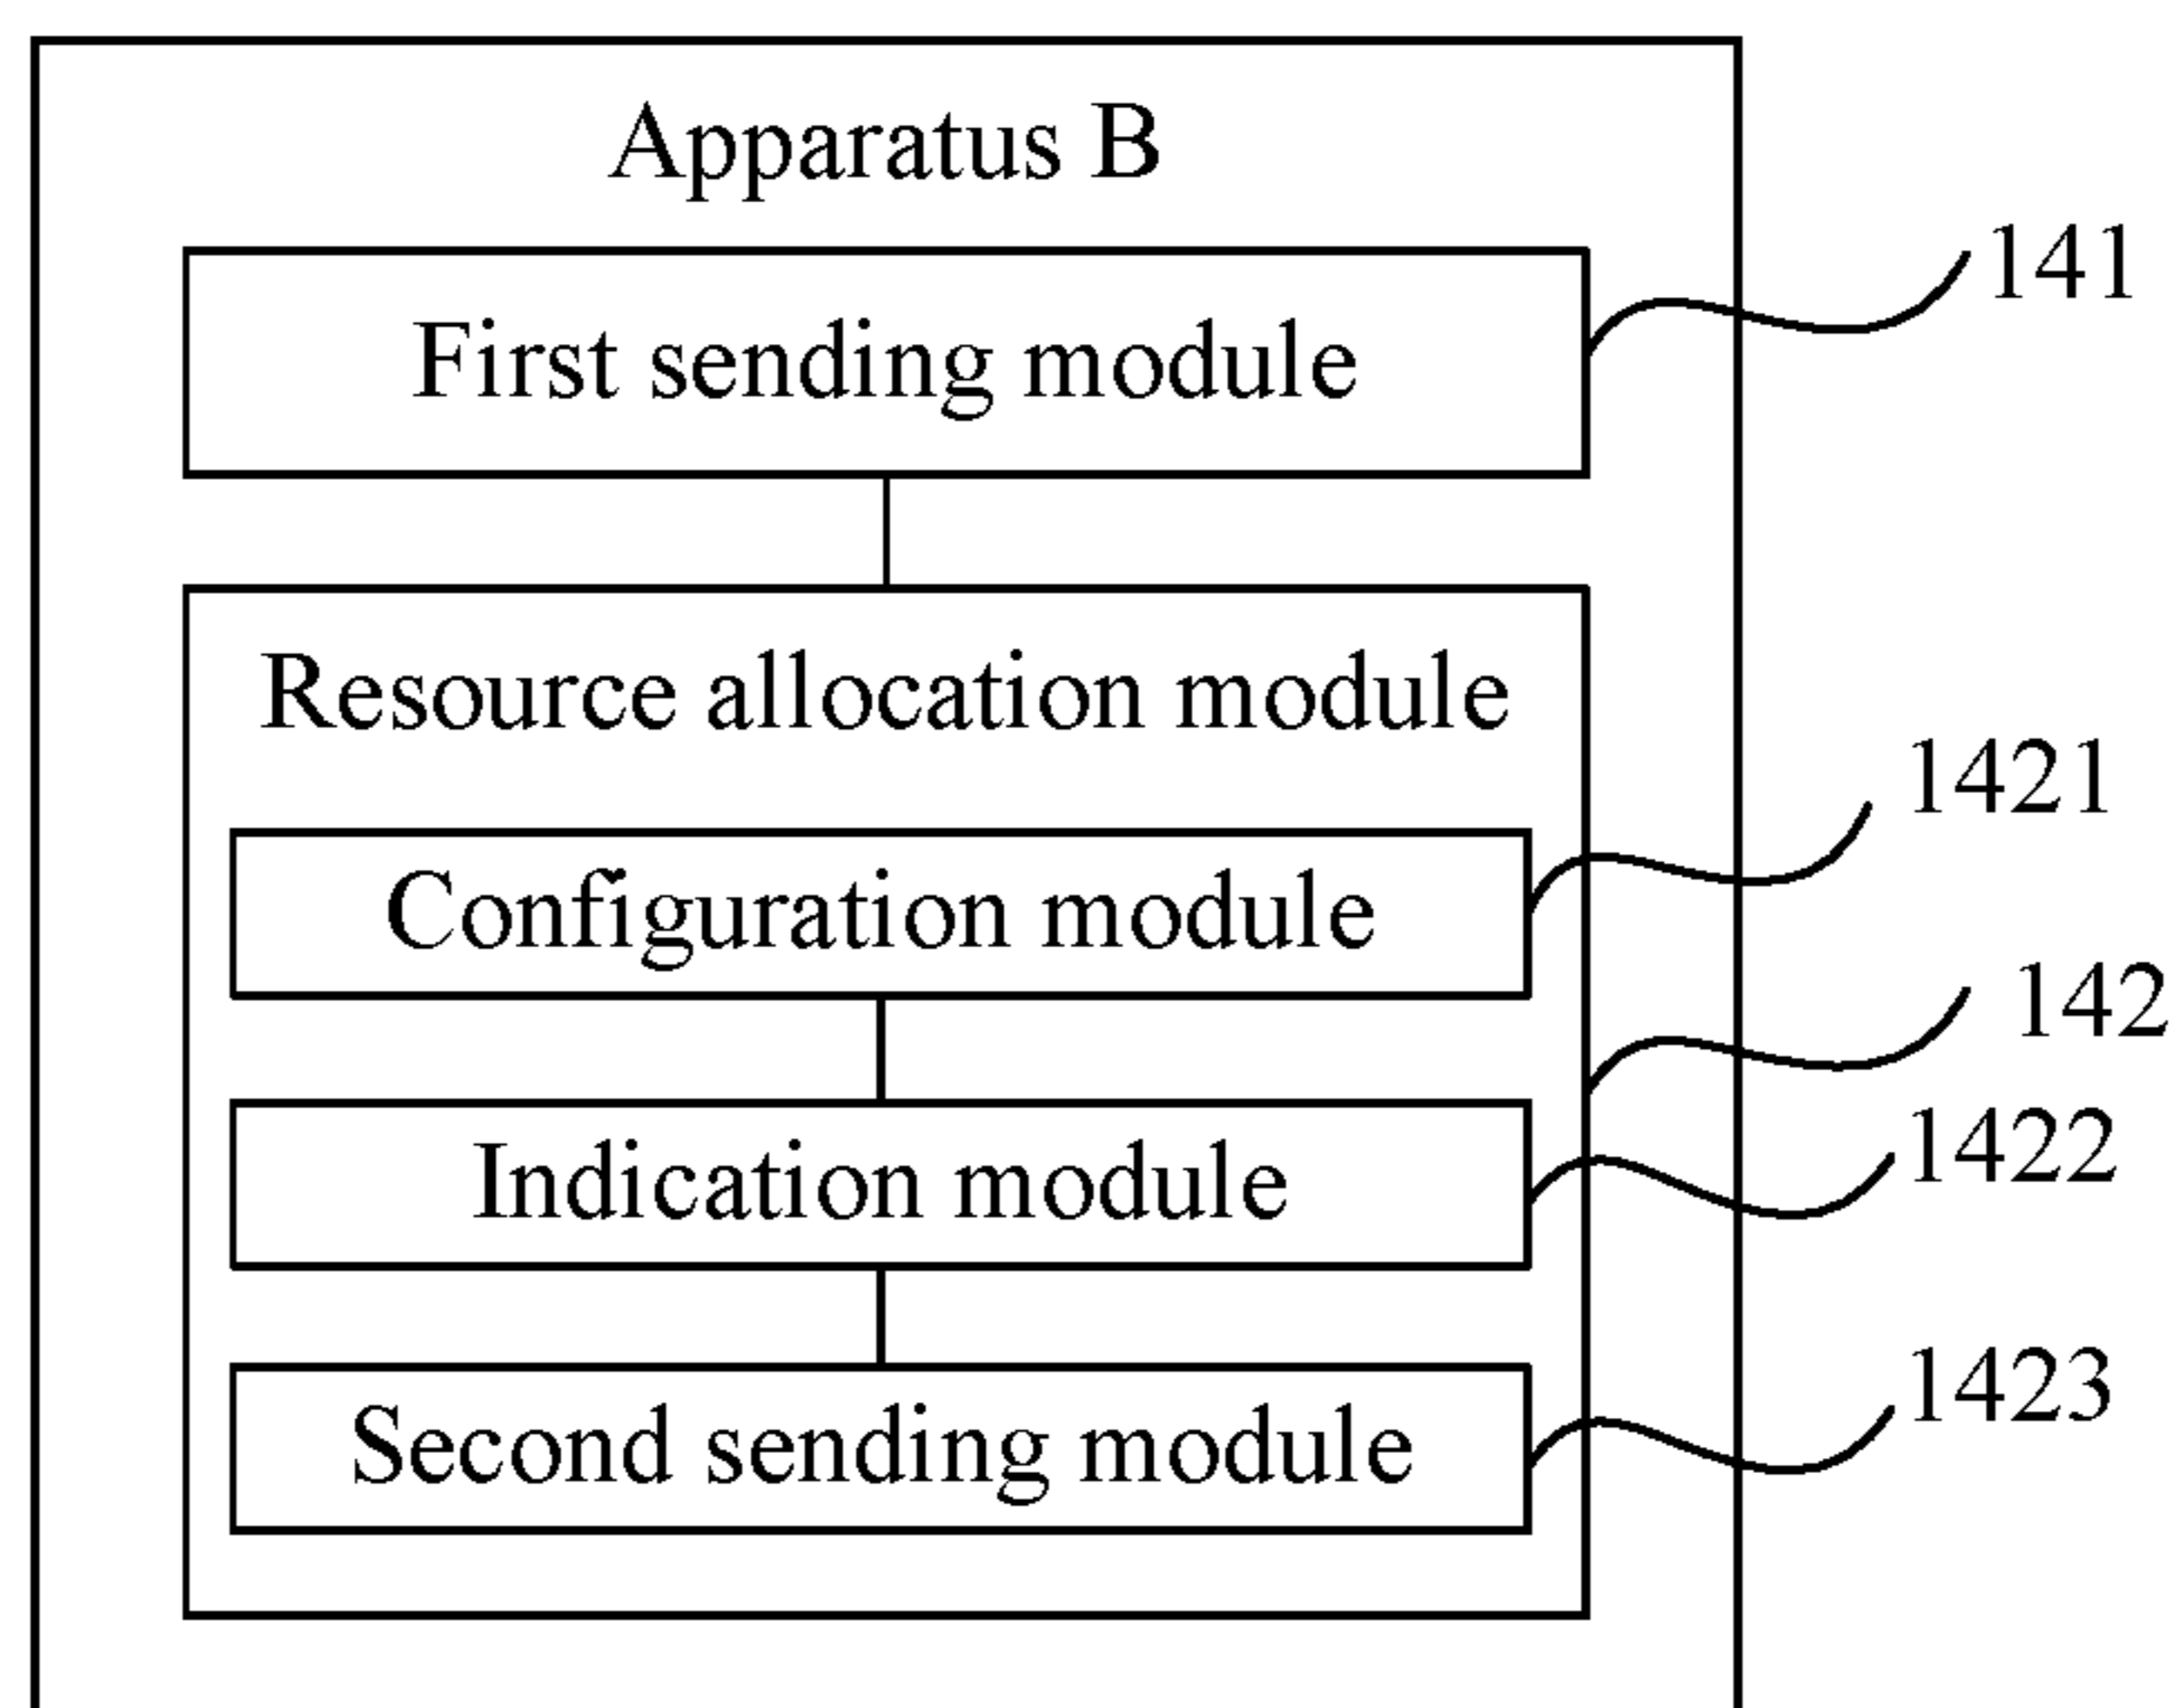 Apparatus B
141
First sending module
Resource allocation module
1421
Configuration module
142
1422
Indication module
1423
Second sending module